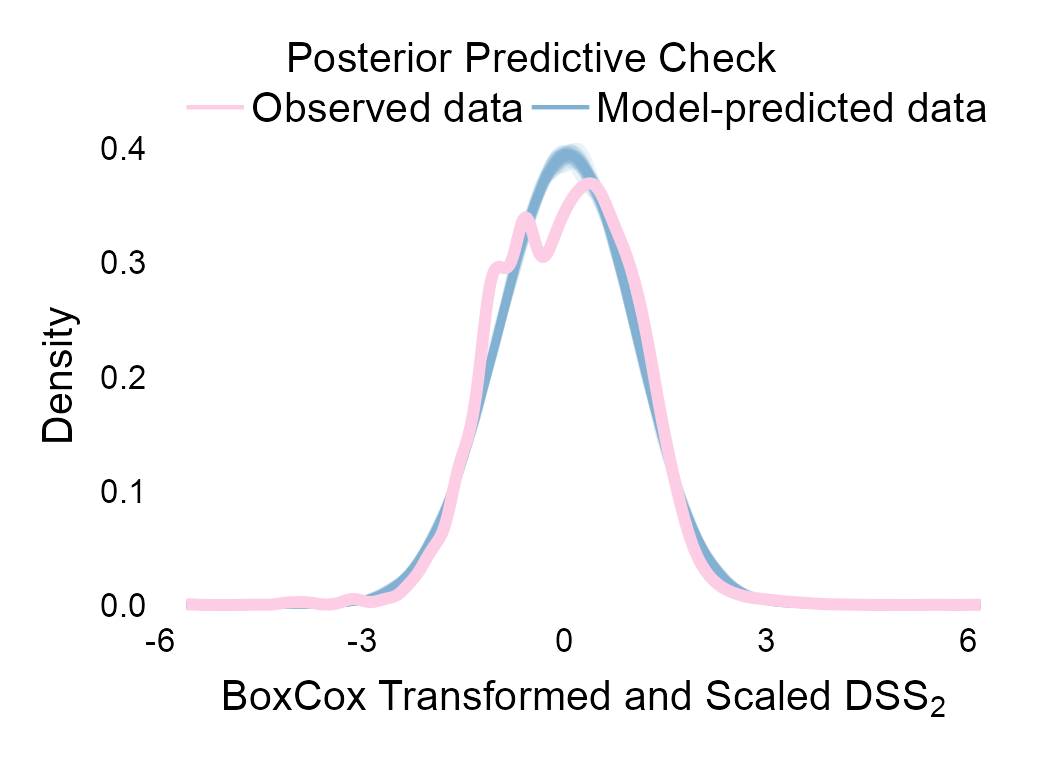 Posterior Predictive Check
Observed data Model-predicted data
0.4
0.3
0.2
0.1
0.0
Density
-6 -3 0 3 6
BoxCox Transformed and Scaled DSS₂